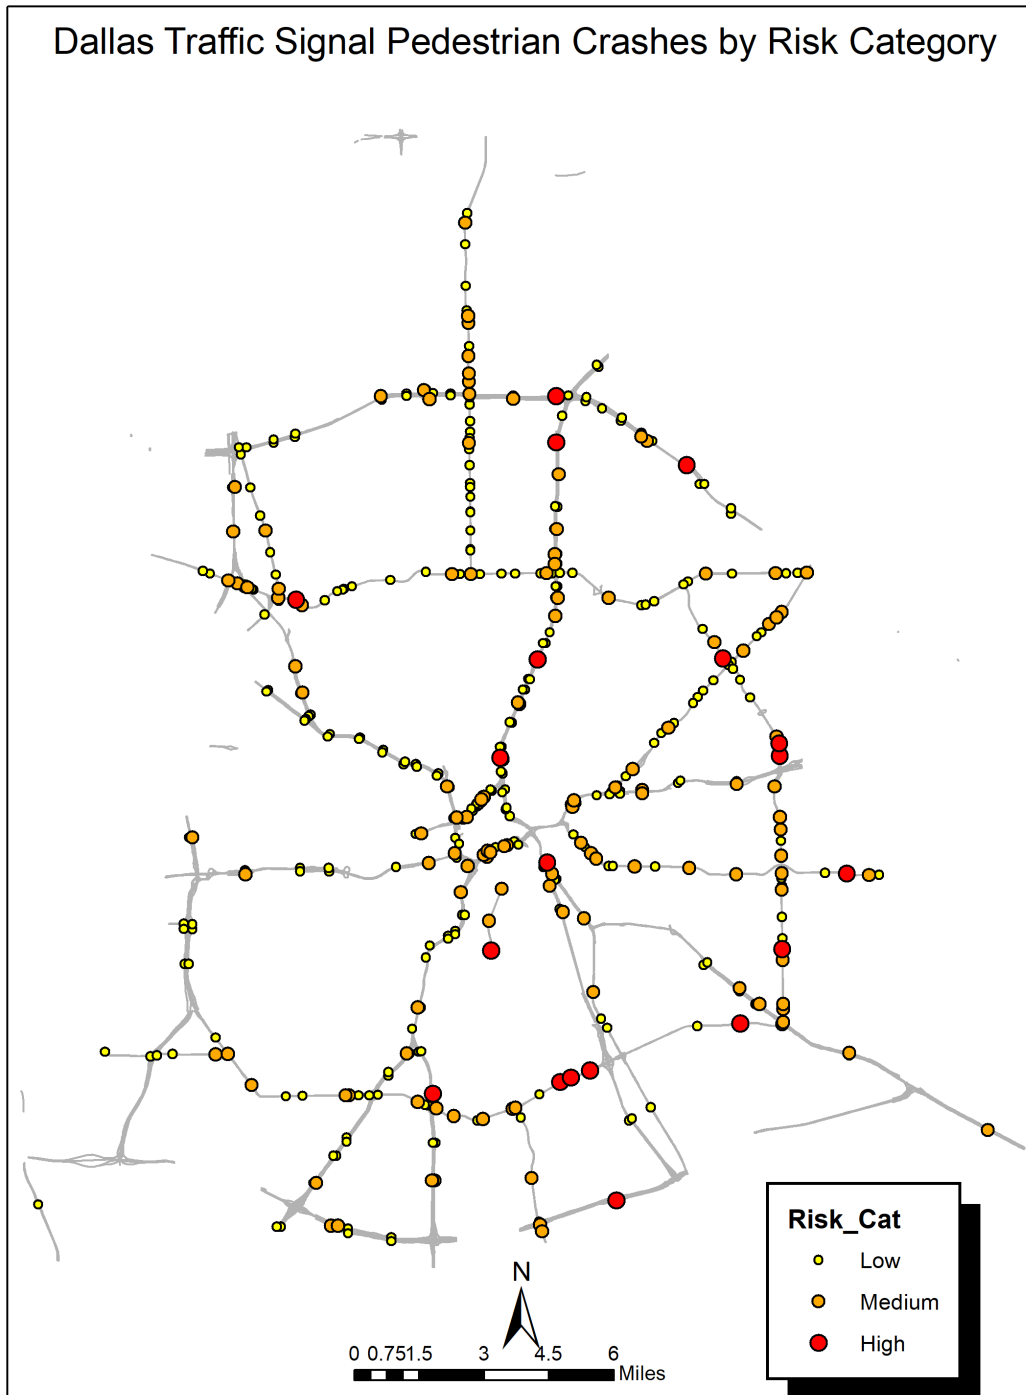 Dallas Traffic Signal Pedestrian Crashes by Risk Category
Risk_Cat
Low
Medium
High
N
0 0.751.5 3 4.5 6
Miles